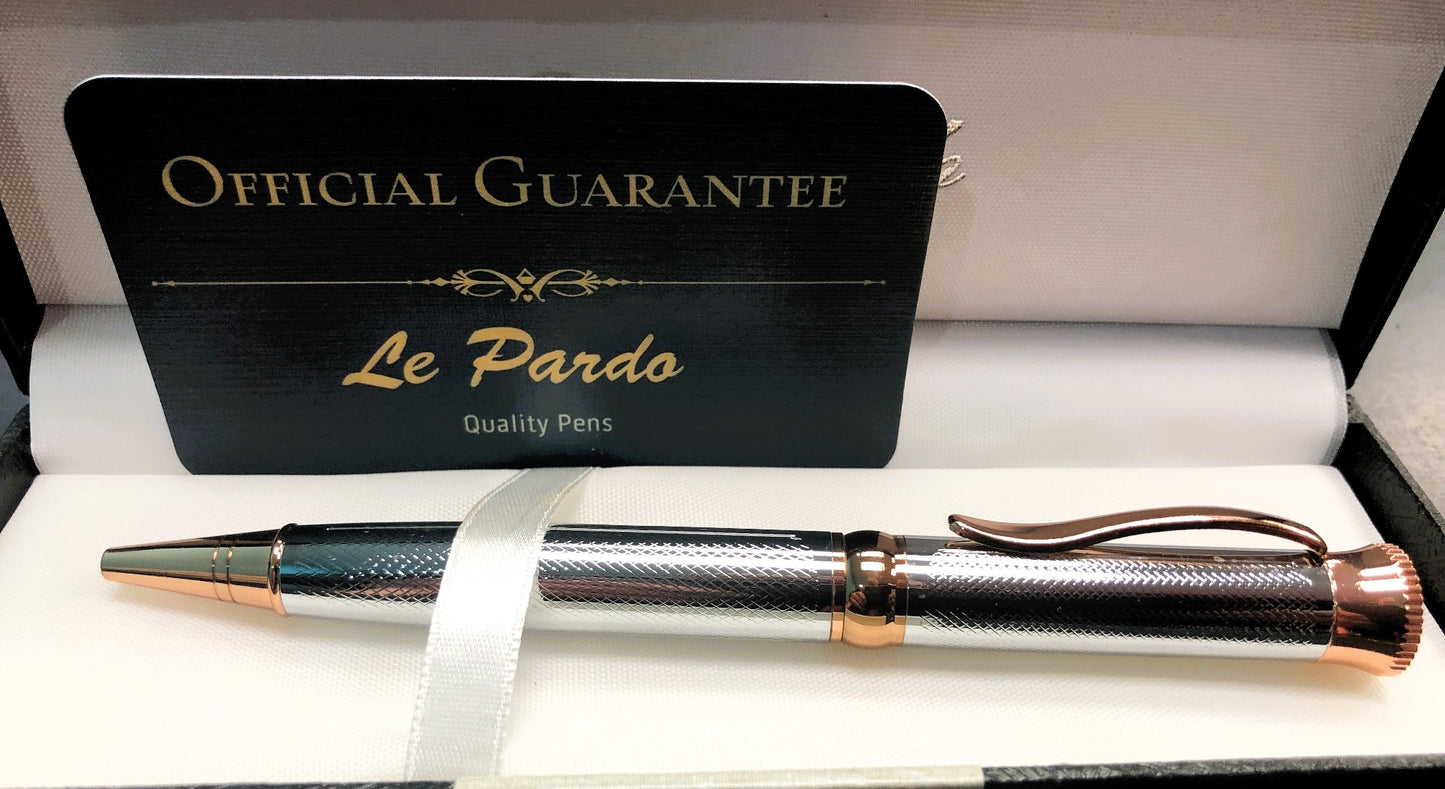 OFFICIAL GUARANTEE
Le Pardo
Quality Pens